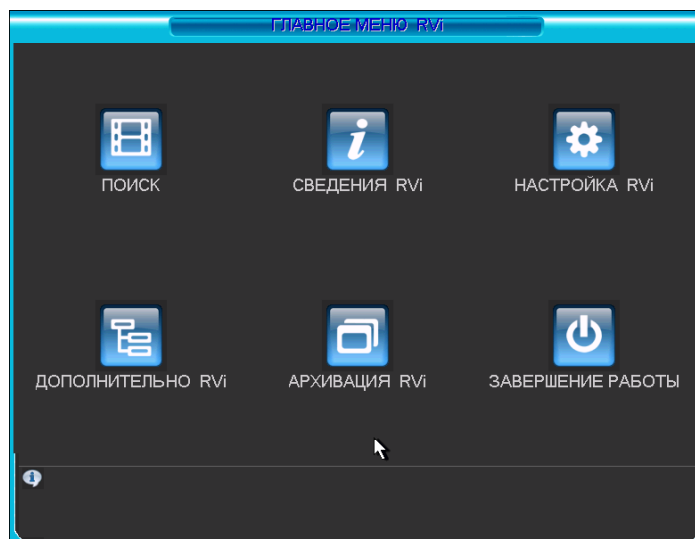 ГЛАВНОЕ МЕНЮ RVi
ПОИСК
СВЕДЕНИЯ RVi
НАСТРОЙКА RVi
ДОПОЛНИТЕЛЬНО RVi
АРХИВАЦИЯ RVi
ЗАВЕРШЕНИЕ РАБОТЫ